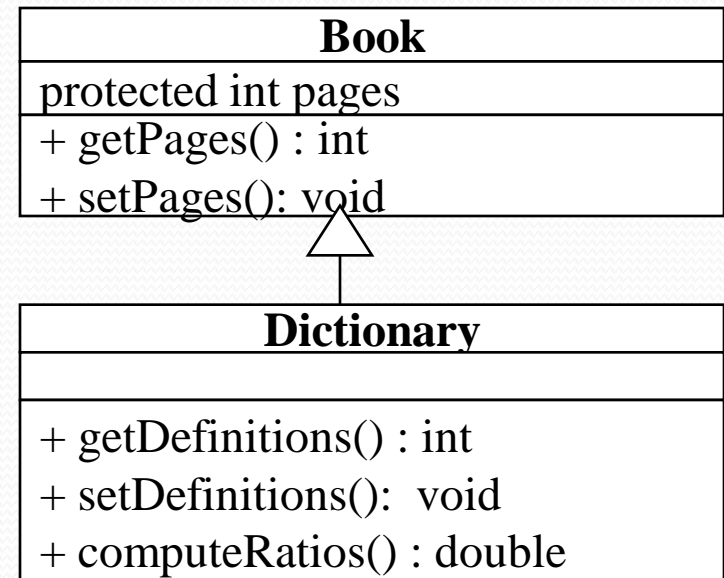 Book
protected int pages
+ getPages() : int
+ setPages(): void
Dictionary
+ getDefinitions() : int
+ setDefinitions(): void
+ computeRatios() : double